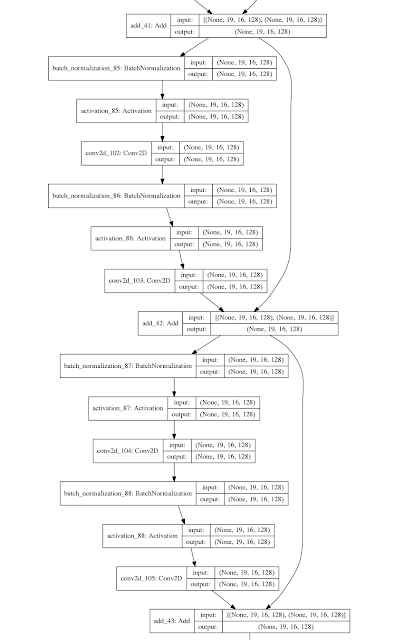 add_41: Add input: [(None, 19, 16, 128), (None, 19, 16, 128)]
output: (None, 19, 16, 128)
batch_normalization_85: BatchNormalization input: (None, 19, 16, 128)
output: (None, 19, 16, 128)
activation_85: Activation input: (None, 19, 16, 128)
output: (None, 19, 16, 128)
conv2d_102: Conv2D input: (None, 19, 16, 128)
output: (None, 19, 16, 128)
batch_normalization_86: BatchNormalization input: (None, 19, 16, 128)
output: (None, 19, 16, 128)
activation_86: Activation input: (None, 19, 16, 128)
output: (None, 19, 16, 128)
conv2d_103: Conv2D input: (None, 19, 16, 128)
output: (None, 19, 16, 128)
add_42: Add input: [(None, 19, 16, 128), (None, 19, 16, 128)]
output: (None, 19, 16, 128)
batch_normalization_87: BatchNormalization input: (None, 19, 16, 128)
output: (None, 19, 16, 128)
activation_87: Activation input: (None, 19, 16, 128)
output: (None, 19, 16, 128)
conv2d_104: Conv2D input: (None, 19, 16, 128)
output: (None, 19, 16, 128)
batch_normalization_88: BatchNormalization input: (None, 19, 16, 128)
output: (None, 19, 16, 128)
activation_88: Activation input: (None, 19, 16, 128)
output: (None, 19, 16, 128)
conv2d_105: Conv2D input: (None, 19, 16, 128)
output: (None, 19, 16, 128)
add_43: Add input: [(None, 19, 16, 128), (None, 19, 16, 128)]
output: (None, 19, 16, 128)